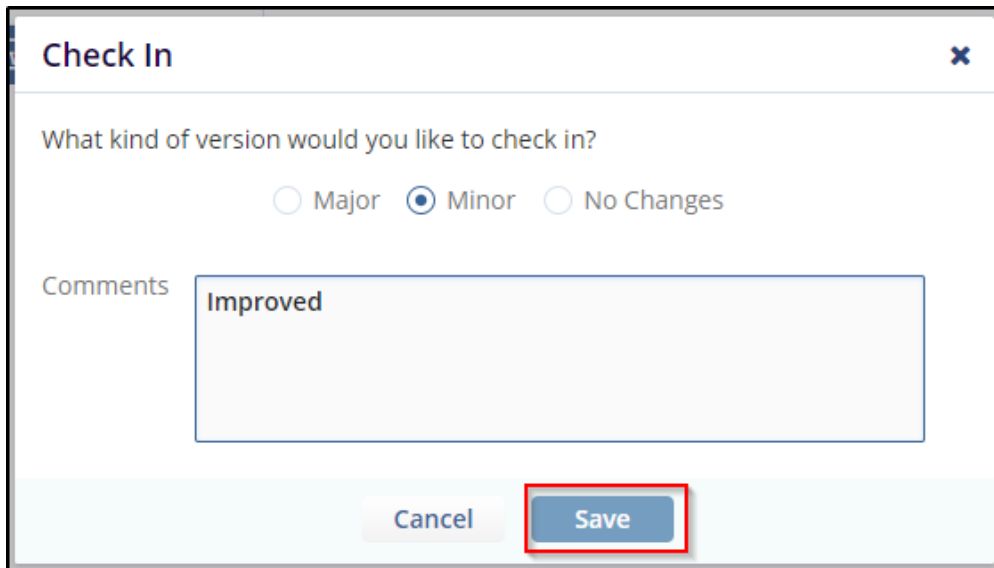 Check In
What kind of version would you like to check in?
Major Minor No Changes
Comments
Improved
Cancel Save